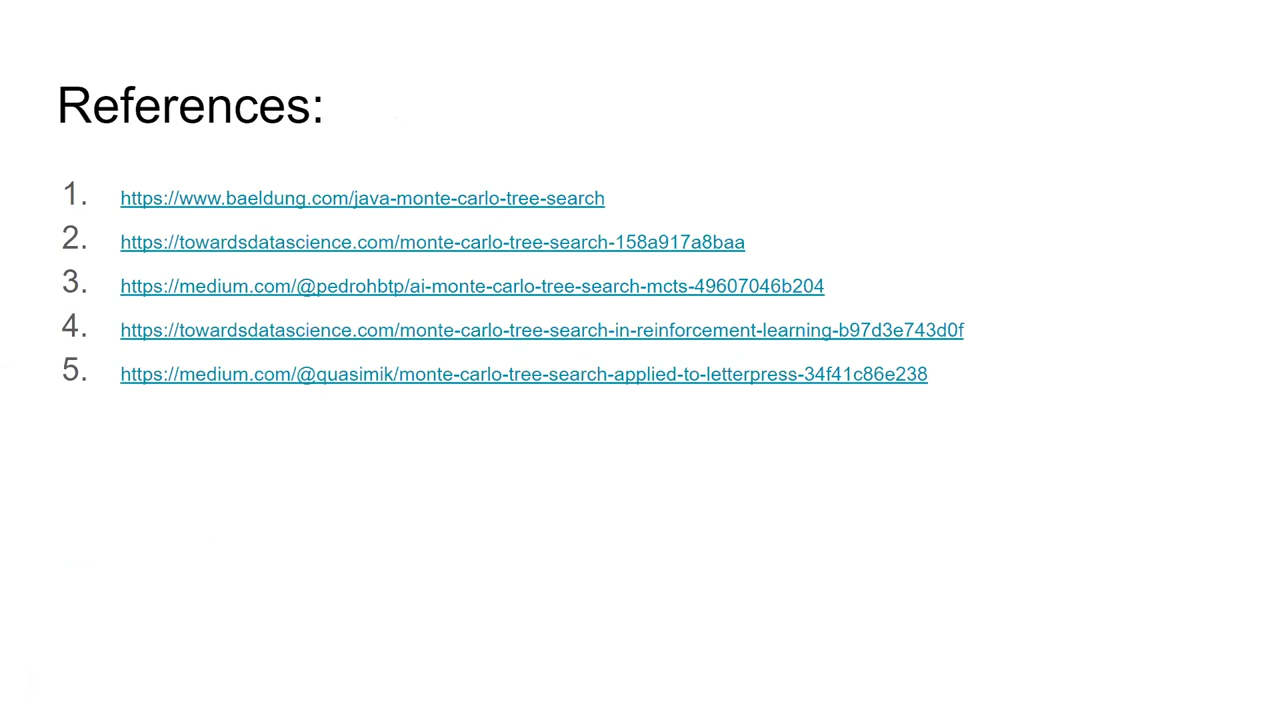 References:
1. https://www.baeldung.com/java-monte-carlo-tree-search
2. https://towardsdatascience.com/monte-carlo-tree-search-158a917a8baa
3. https://medium.com/@pedrohbtp/ai-monte-carlo-tree-search-mcts-49607046b204
4. https://towardsdatascience.com/monte-carlo-tree-search-in-reinforcement-learning-b97d3e743d0f
5. https://medium.com/@quasimik/monte-carlo-tree-search-applied-to-letterpress-34f41c86e238